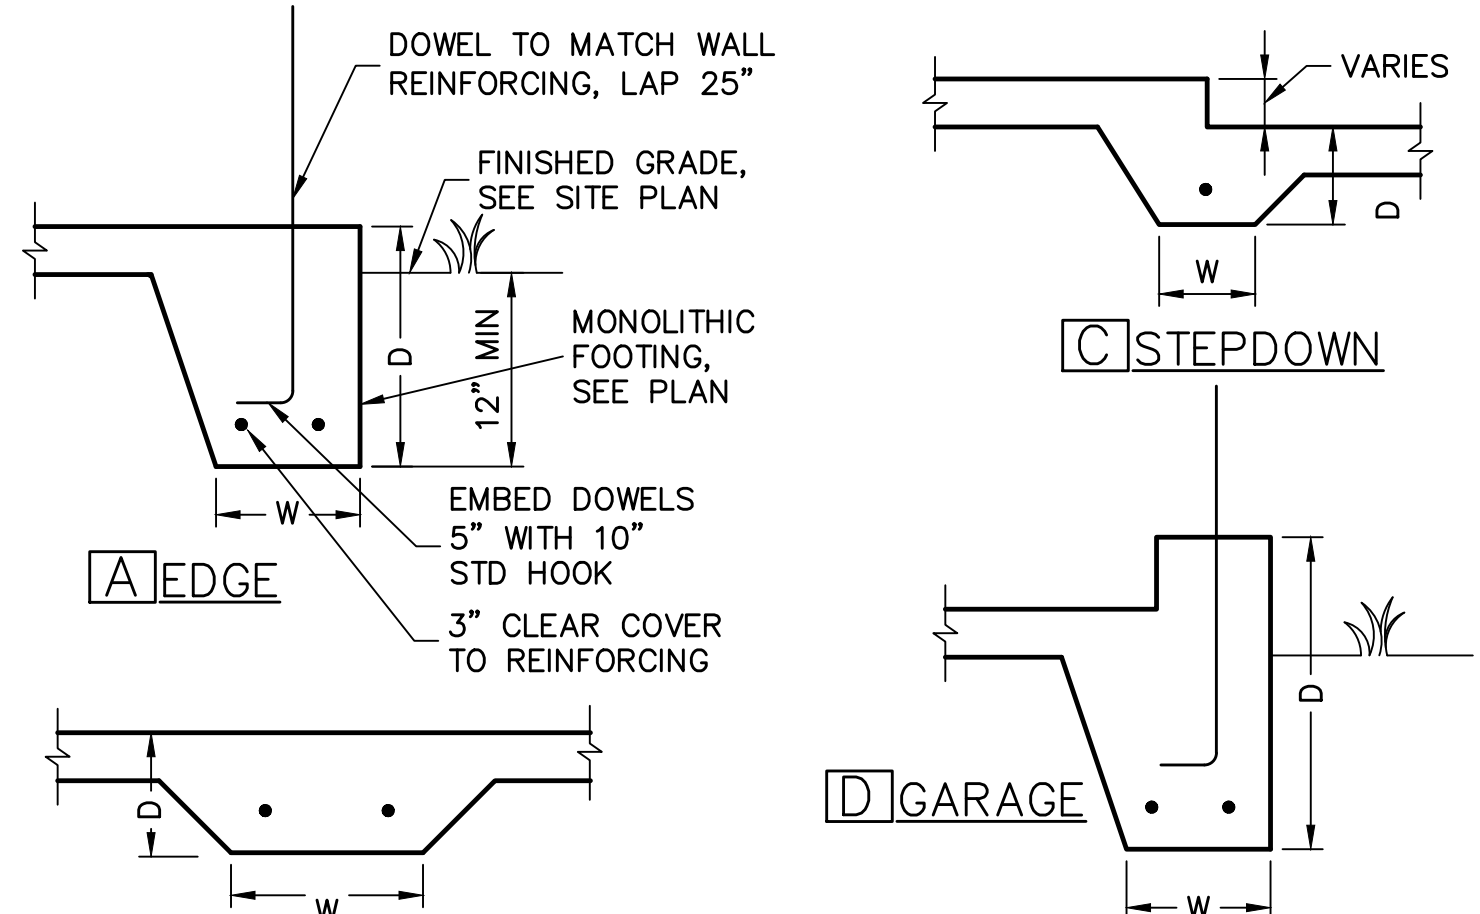 DOWEL TO MATCH WALL
REINFORCING, LAP 25”
FINISHED GRADE,
SEE SITE PLAN
D
12” MIN
MONOLITHIC
FOOTING,
SEE PLAN
W
EMBED DOWELS
5” WITH 10”
STD HOOK
3” CLEAR COVER
TO REINFORCING
A EDGE
VARIES
D
W
C STEPDOWN
D
W
D
D GARAGE
W